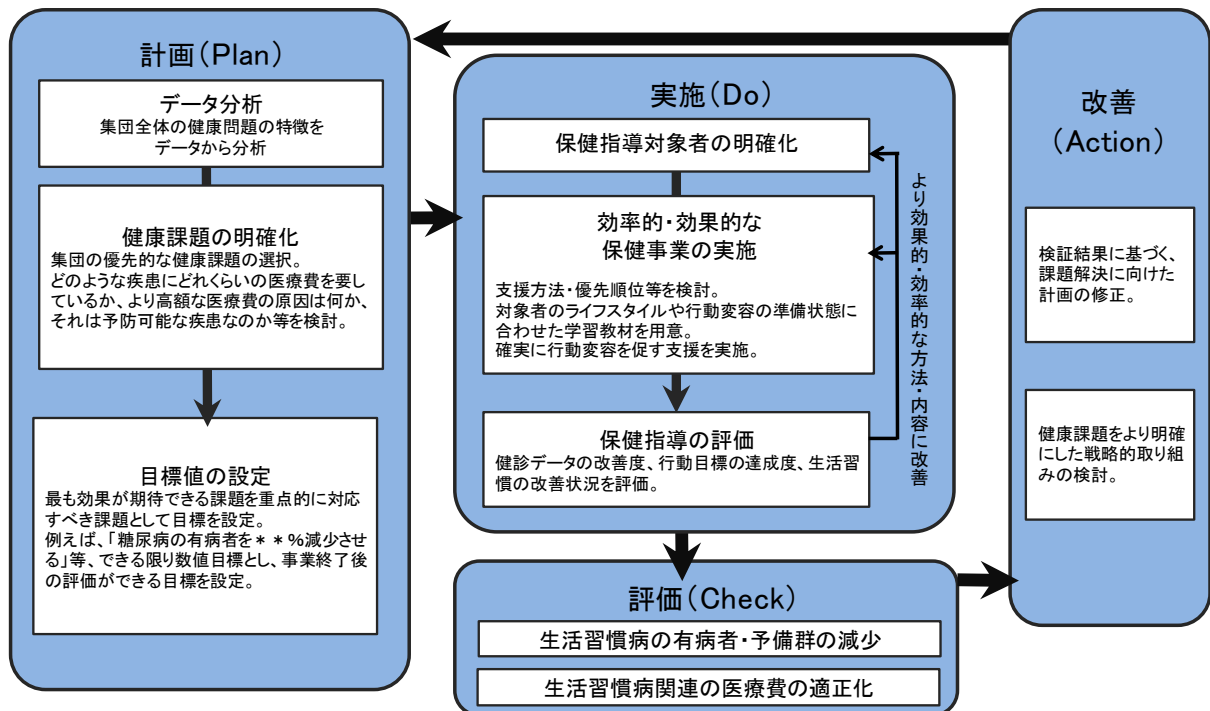 計画(Plan)
データ分析
集団全体の健康問題の特徴を
データから分析
健康課題の明確化
集団の優先的な健康課題の選択。
どのような疾患にどれくらいの医療費を要し
ているか、より高額な医療費の原因は何か、
それは予防可能な疾患なのか等を検討。
目標値の設定
最も効果が期待できる課題を重点的に対応
すべき課題として目標を設定。
例えば、「糖尿病の有病者を**%減少させ
る」等、できる限り数値目標とし、事業終了後
の評価ができる目標を設定。
実施(Do)
保健指導対象者の明確化
効率的・効果的な
保健事業の実施
支援方法・優先順位等を検討。
対象者のライフスタイルや行動変容の準備状態に
合わせた学習教材を用意。
確実に行動変容を促す支援を実施。
保健指導の評価
健診データの改善度、行動目標の達成度、生活習
慣の改善状況を評価。
より効果的・効率的な方法・内容に改善
評価(Check)
生活習慣病の有病者・予備群の減少
生活習慣病関連の医療費の適正化
改善
(Action)
検証結果に基づく、
課題解決に向けた
計画の修正。
健康課題をより明確
にした戦略的取り組
みの検討。